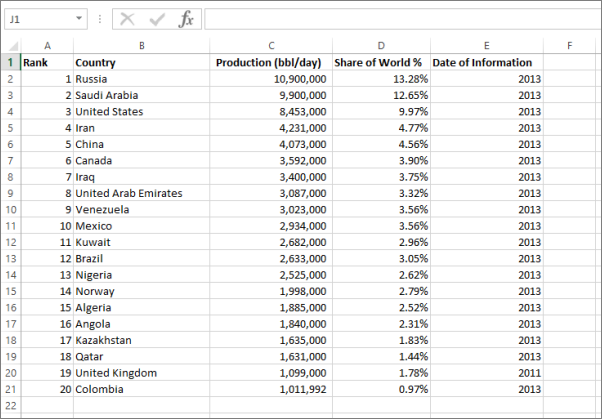 J1 fx
A B C D E F
1 Rank Country Production (bbl/day) Share of World % Date of Information
2 1 Russia 10,900,000 13.28% 2013
3 2 Saudi Arabia 9,900,000 12.65% 2013
4 3 United States 8,453,000 9.97% 2013
5 4 Iran 4,231,000 4.77% 2013
6 5 China 4,073,000 4.56% 2013
7 6 Canada 3,592,000 3.90% 2013
8 7 Iraq 3,400,000 3.75% 2013
9 8 United Arab Emirates 3,087,000 3.32% 2013
10 9 Venezuela 3,023,000 3.56% 2013
11 10 Mexico 2,934,000 3.56% 2013
12 11 Kuwait 2,682,000 2.96% 2013
13 12 Brazil 2,633,000 3.05% 2013
14 13 Nigeria 2,525,000 2.62% 2013
15 14 Norway 1,998,000 2.79% 2013
16 15 Algeria 1,885,000 2.52% 2013
17 16 Angola 1,840,000 2.31% 2013
18 17 Kazakhstan 1,635,000 1.83% 2013
19 18 Qatar 1,631,000 1.44% 2013
20 19 United Kingdom 1,099,000 1.78% 2011
21 20 Colombia 1,011,992 0.97% 2013
22